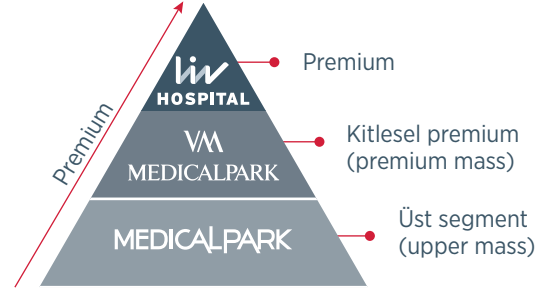 Premium
liv
HOSPITAL
Premium
VM
MEDICALPARK
Kitlesel premium
(premium mass)
MEDICALPARK
Üst segment
(upper mass)